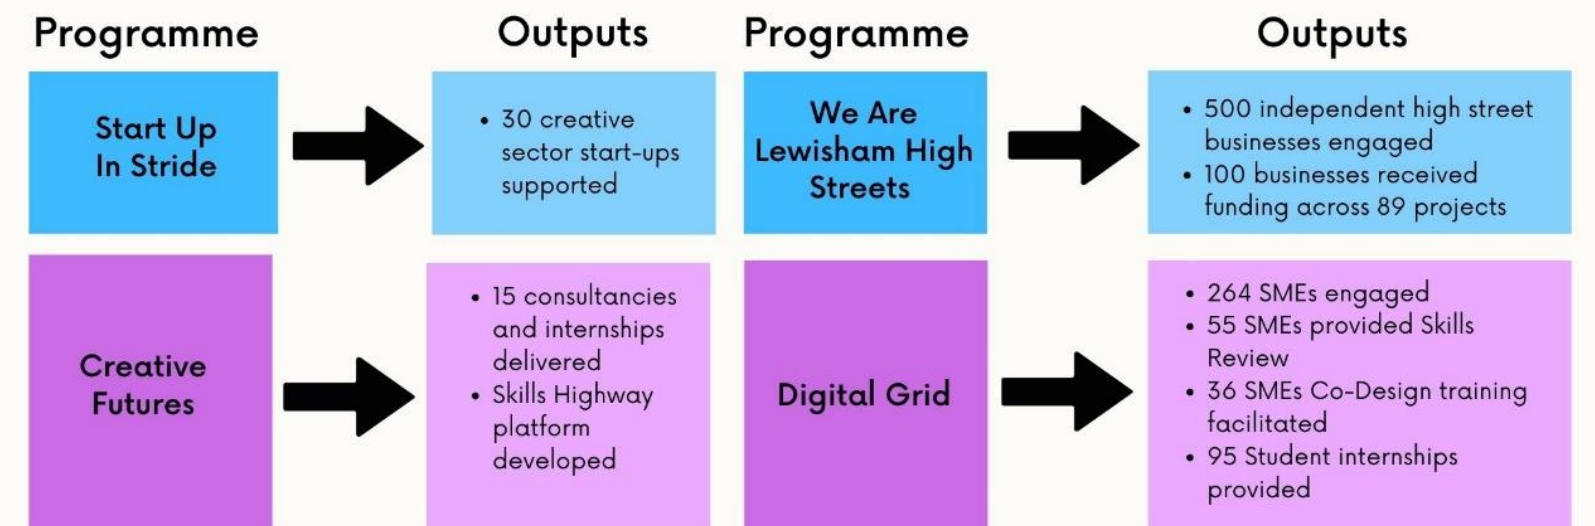 Programme
Outputs
Programme
Outputs
Start Up
In Stride
• 30 creative
sector start-ups
supported
We Are
Lewisham High
Streets
• 500 independent high street
businesses engaged
• 100 businesses received
funding across 89 projects
Creative
Futures
• 15 consultancies
and internships
delivered
• Skills Highway
platform
developed
Digital Grid
• 264 SMEs engaged
• 55 SMEs provided Skills
Review
• 36 SMEs Co-Design training
facilitated
• 95 Student internships
provided